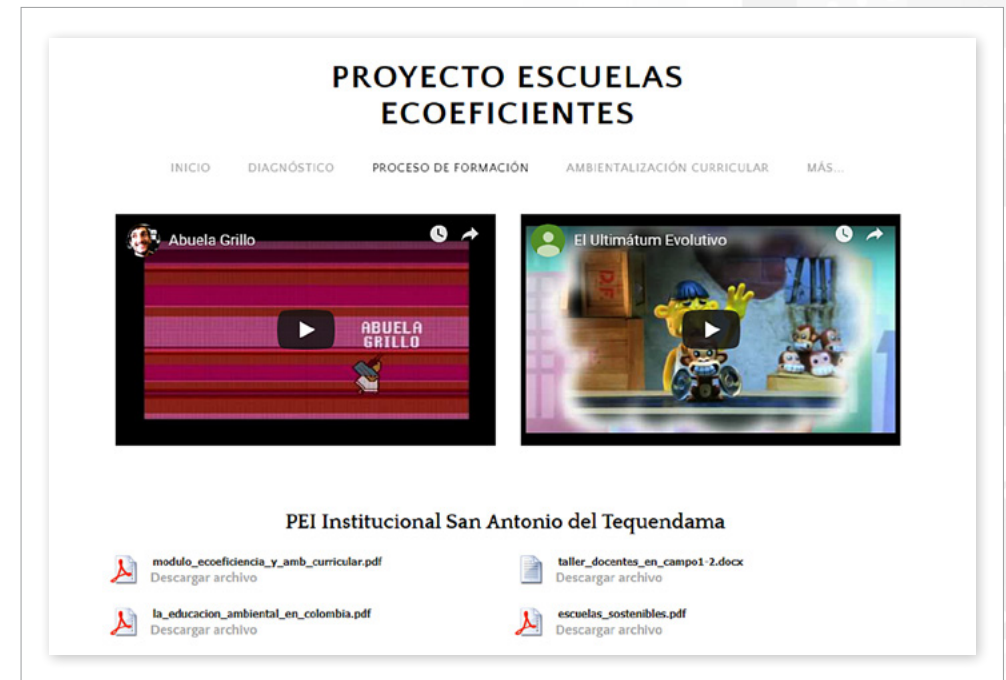 PROYECTO ESCUELAS
ECOEFICIENTES
INICIO DIAGNÓSTICO PROCESO DE FORMACIÓN AMBIENTALIZACIÓN CURRICULAR MÁS...
Abuela Grillo
ABUELA
GRILLO
El Ultimátum Evolutivo
D.F.
PEI Institucional San Antonio del Tequendama
modulo_ecoeficiencia_y_amb_curricular.pdf
Descargar archivo
taller_docentes_en_campo1-2.docx
Descargar archivo
la_educacion_ambiental_en_colombia.pdf
Descargar archivo
escuelas_sostenibles.pdf
Descargar archivo